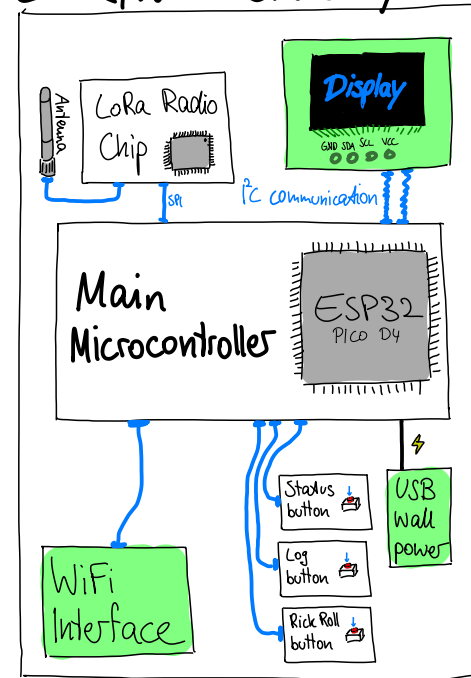 Antenna
LoRa Radio
Chip
Display
GND SDA SCL VCC
SPI
I²C communication
Main
Microcontroller
ESP32
PICO D4
Status
button
Log
button
Rick Roll
button
USB
Wall
power
WiFi
Interface